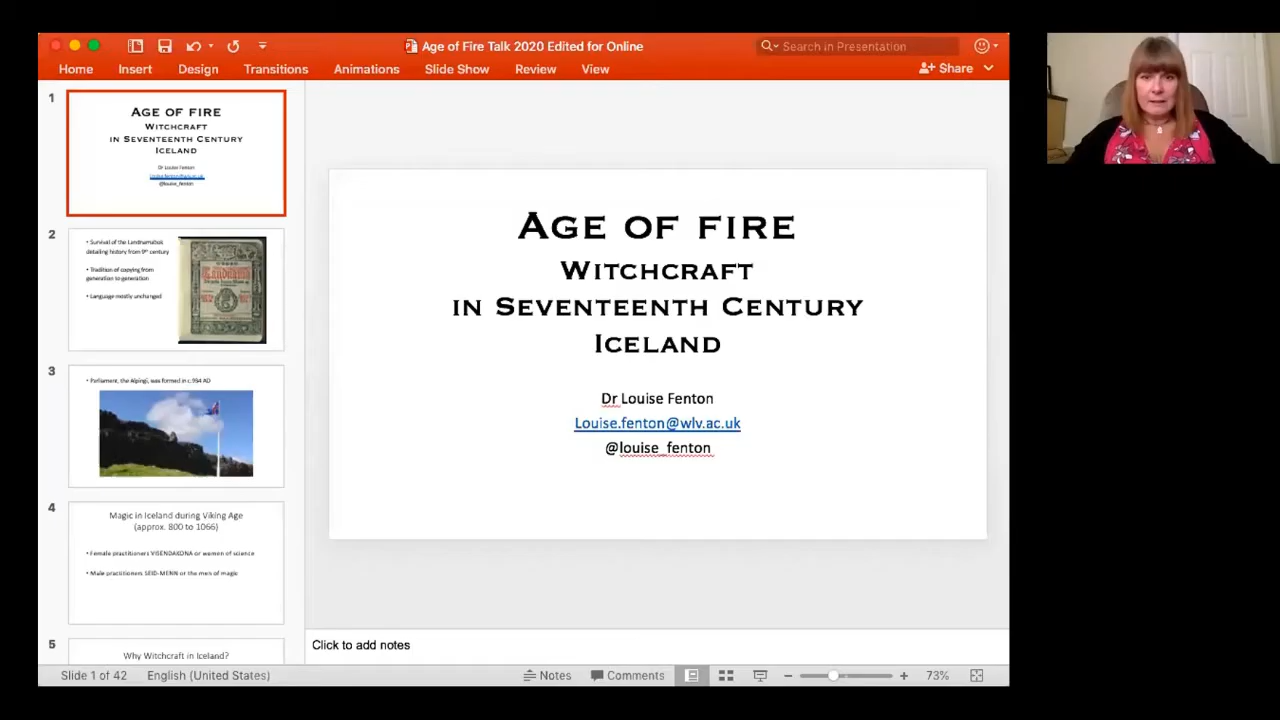 Age of Fire Talk 2020 Edited for Online
Search in Presentation
Home
Insert
Design
Transitions
Animations
Slide Show
Review
View
Share
1
AGE OF FIRE
WITCHCRAFT
IN SEVENTEENTH CENTURY
ICELAND
Dr Louise Fenton
Louise.fenton@wlv.ac.uk
@louise_fenton
2
• Survival of the Landnamabok
detailing history from 9th century
• Tradition of copying from
generation to generation
• Language mostly unchanged
3
• Parliament, the Alpingi, was formed in c.984 AD
4
Magic in Iceland during Viking Age
(approx. 800 to 1066)
• Female practitioners VISENDAKONA or women of science
• Male practitioners SEID-MENN or the men of magic
5
Why Witchcraft in Iceland?
AGE OF FIRE
WITCHCRAFT
IN SEVENTEENTH CENTURY
ICELAND
Dr Louise Fenton
Louise.fenton@wlv.ac.uk
@louise_fenton
Click to add notes
Slide 1 of 42
English (United States)
Notes
Comments
73%